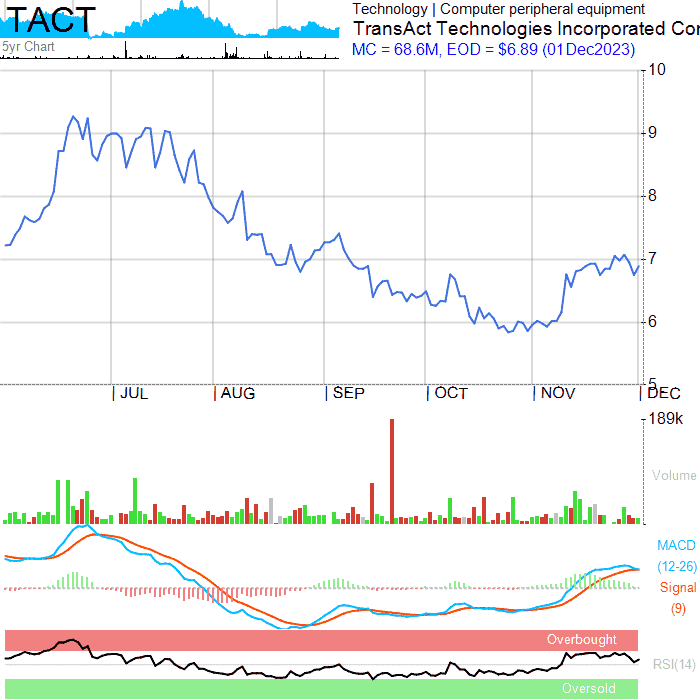 TACT
5yr Chart
Technology | Computer peripheral equipment
TransAct Technologies Incorporated Cor
MC = 68.6M, EOD = $6.89 (01Dec2023)
10
9
8
7
6
5
JUL AUG SEP OCT NOV DEC
189k
Volume
MACD
(12-26)
Signal
(9)
Overbought
RSI(14)
Oversold